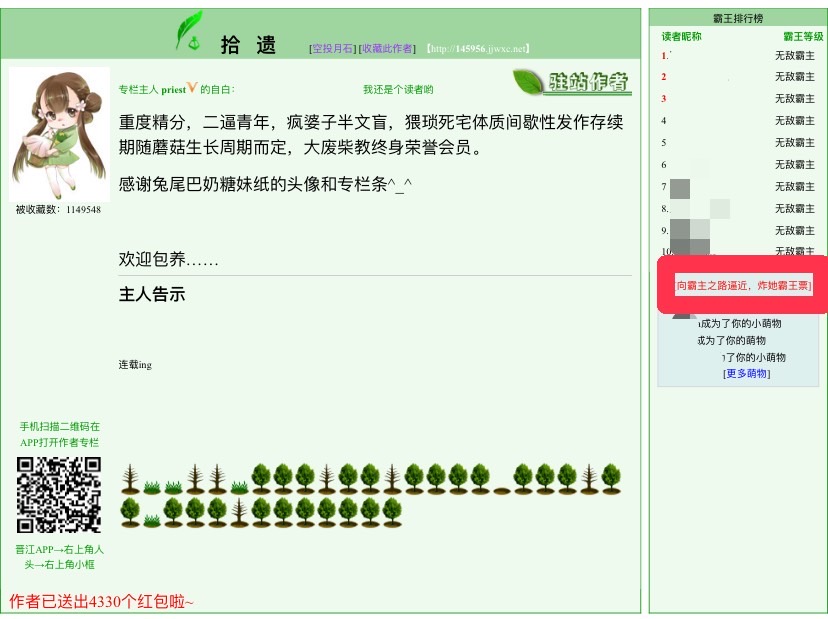 拾 遗
[空投月石] [收藏此作者] 【http://145956.jjwxc.net】
专栏主人 priest 的自白：
我还是个读者哟
驻站作者
重度精分，二逼青年，疯婆子半文盲，猥琐死宅体质间歇性发作存续
期随蘑菇生长周期而定，大废柴教终身荣誉会员。
感谢兔尾巴奶糖妹纸的头像和专栏条^_^
被收藏数：1149548
欢迎包养……
主人告示
连载ing
手机扫描二维码在
APP打开作者专栏
晋江APP→右上角人
头→右上角小框
作者已送出4330个红包啦~
霸王排行榜
读者昵称 霸王等级
1. 无敌霸主
2 无敌霸主
3 无敌霸主
4 无敌霸主
5 无敌霸主
6 无敌霸主
7 无敌霸主
8. 无敌霸主
9. 无敌霸主
10. 无敌霸主
向霸主之路逼近，炸她霸王票]
成为了你的小萌物
成为了你的萌物
了你的小萌物
[更多萌物]